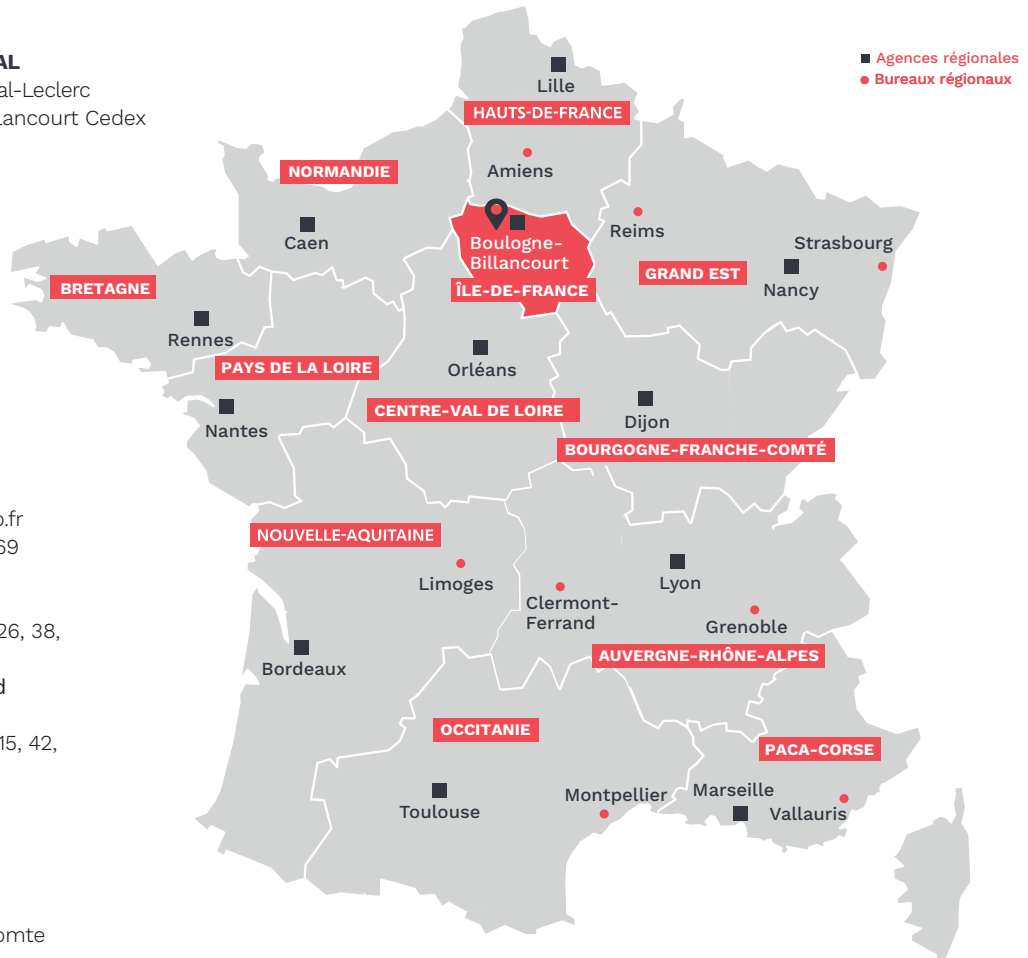 AL
al-Leclerc
lancourt Cedex
o.fr
69
26, 38,
d
15, 42,
omte
Agences régionales
Bureaux régionaux
Lille
HAUTS-DE-FRANCE
Amiens
NORMANDIE
Caen
Boulogne-
Billancourt
ÎLE-DE-FRANCE
Reims
Strasbourg
GRAND EST
Nancy
BRETAGNE
Rennes
PAYS DE LA LOIRE
Nantes
Orléans
CENTRE-VAL DE LOIRE
Dijon
BOURGOGNE-FRANCHE-COMTÉ
NOUVELLE-AQUITAINE
Limoges
Clermont-
Ferrand
Lyon
Grenoble
AUVERGNE-RHÔNE-ALPES
Bordeaux
OCCITANIE
Toulouse
Montpellier
PACA-CORSE
Marseille
Vallauris